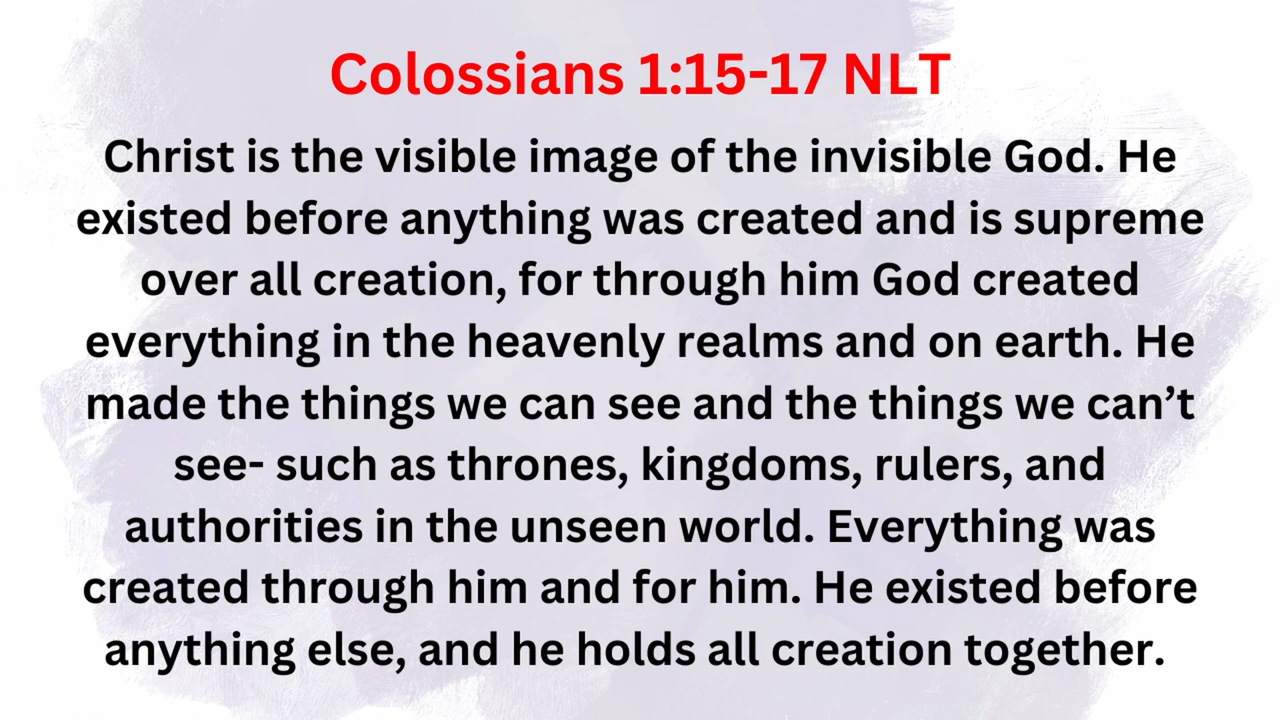 Colossians 1:15-17 NLT
Christ is the visible image of the invisible God. He
existed before anything was created and is supreme
over all creation, for through him God created
everything in the heavenly realms and on earth. He
made the things we can see and the things we can’t
see- such as thrones, kingdoms, rulers, and
authorities in the unseen world. Everything was
created through him and for him. He existed before
anything else, and he holds all creation together.